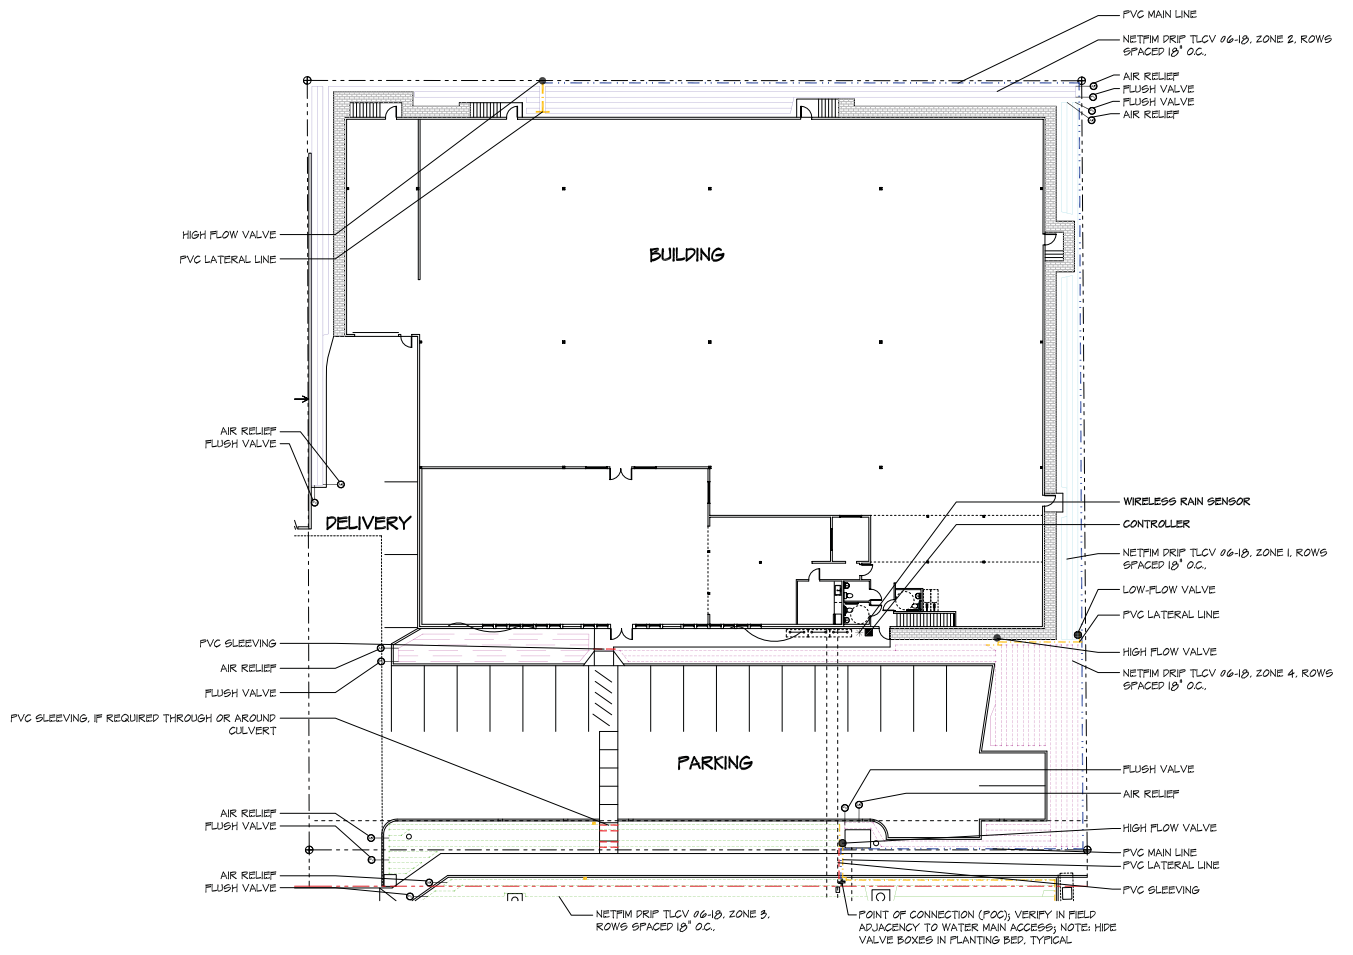 PVC MAIN LINE
NETFIM DRIP TLCV 06-18, ZONE 2, ROWS
SPACED 18" O.C.,
AIR RELIEF
FLUSH VALVE
FLUSH VALVE
AIR RELIEF
HIGH FLOW VALVE
PVC LATERAL LINE
BUILDING
AIR RELIEF
FLUSH VALVE
DELIVERY
WIRELESS RAIN SENSOR
CONTROLLER
NETFIM DRIP TLCV 06-18, ZONE 1, ROWS
SPACED 18" O.C.,
LOW-FLOW VALVE
PVC LATERAL LINE
PVC SLEEVING
AIR RELIEF
FLUSH VALVE
HIGH FLOW VALVE
NETFIM DRIP TLCV 06-18, ZONE 4, ROWS
SPACED 18" O.C.,
PVC SLEEVING, IF REQUIRED THROUGH OR AROUND
CULVERT
PARKING
FLUSH VALVE
AIR RELIEF
AIR RELIEF
FLUSH VALVE
HIGH FLOW VALVE
PVC MAIN LINE
PVC LATERAL LINE
AIR RELIEF
FLUSH VALVE
PVC SLEEVING
NETFIM DRIP TLCV 06-18, ZONE 3,
ROWS SPACED 18" O.C.,
POINT OF CONNECTION (POC); VERIFY IN FIELD
ADJACENCY TO WATER MAIN ACCESS; NOTE: HIDE
VALVE BOXES IN PLANTING BED, TYPICAL